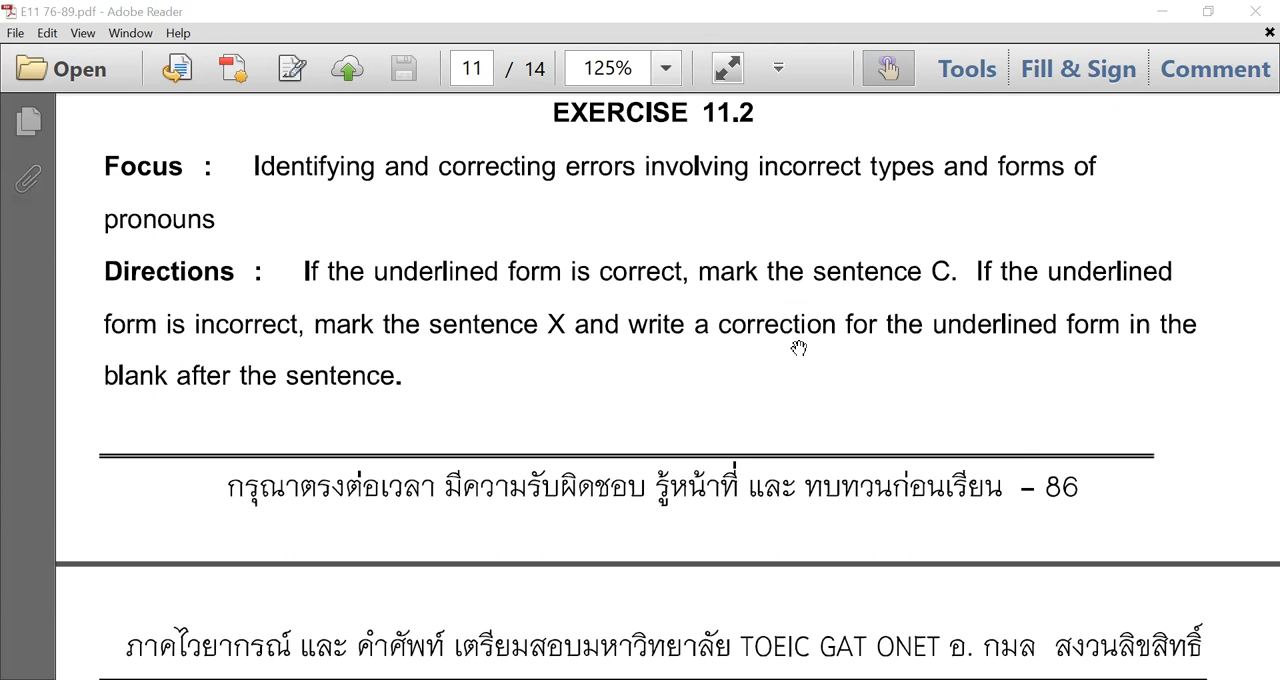 E11 76-89.pdf - Adobe Reader
File Edit View Window Help
Open 11 / 14 125% Tools Fill & Sign Comment
EXERCISE 11.2
Focus : Identifying and correcting errors involving incorrect types and forms of
pronouns
Directions : If the underlined form is correct, mark the sentence C. If the underlined
form is incorrect, mark the sentence X and write a correction for the underlined form in the
blank after the sentence.
กรุณาตรงต่อเวลา มีความรับผิดชอบ รู้หน้าที่ และ ทบทวนก่อนเรียน – 86
ภาคไวยากรณ์ และ คำศัพท์ เตรียมสอบมหาวิทยาลัย TOEIC GAT ONET อ. กมล สงวนลิขสิทธิ์